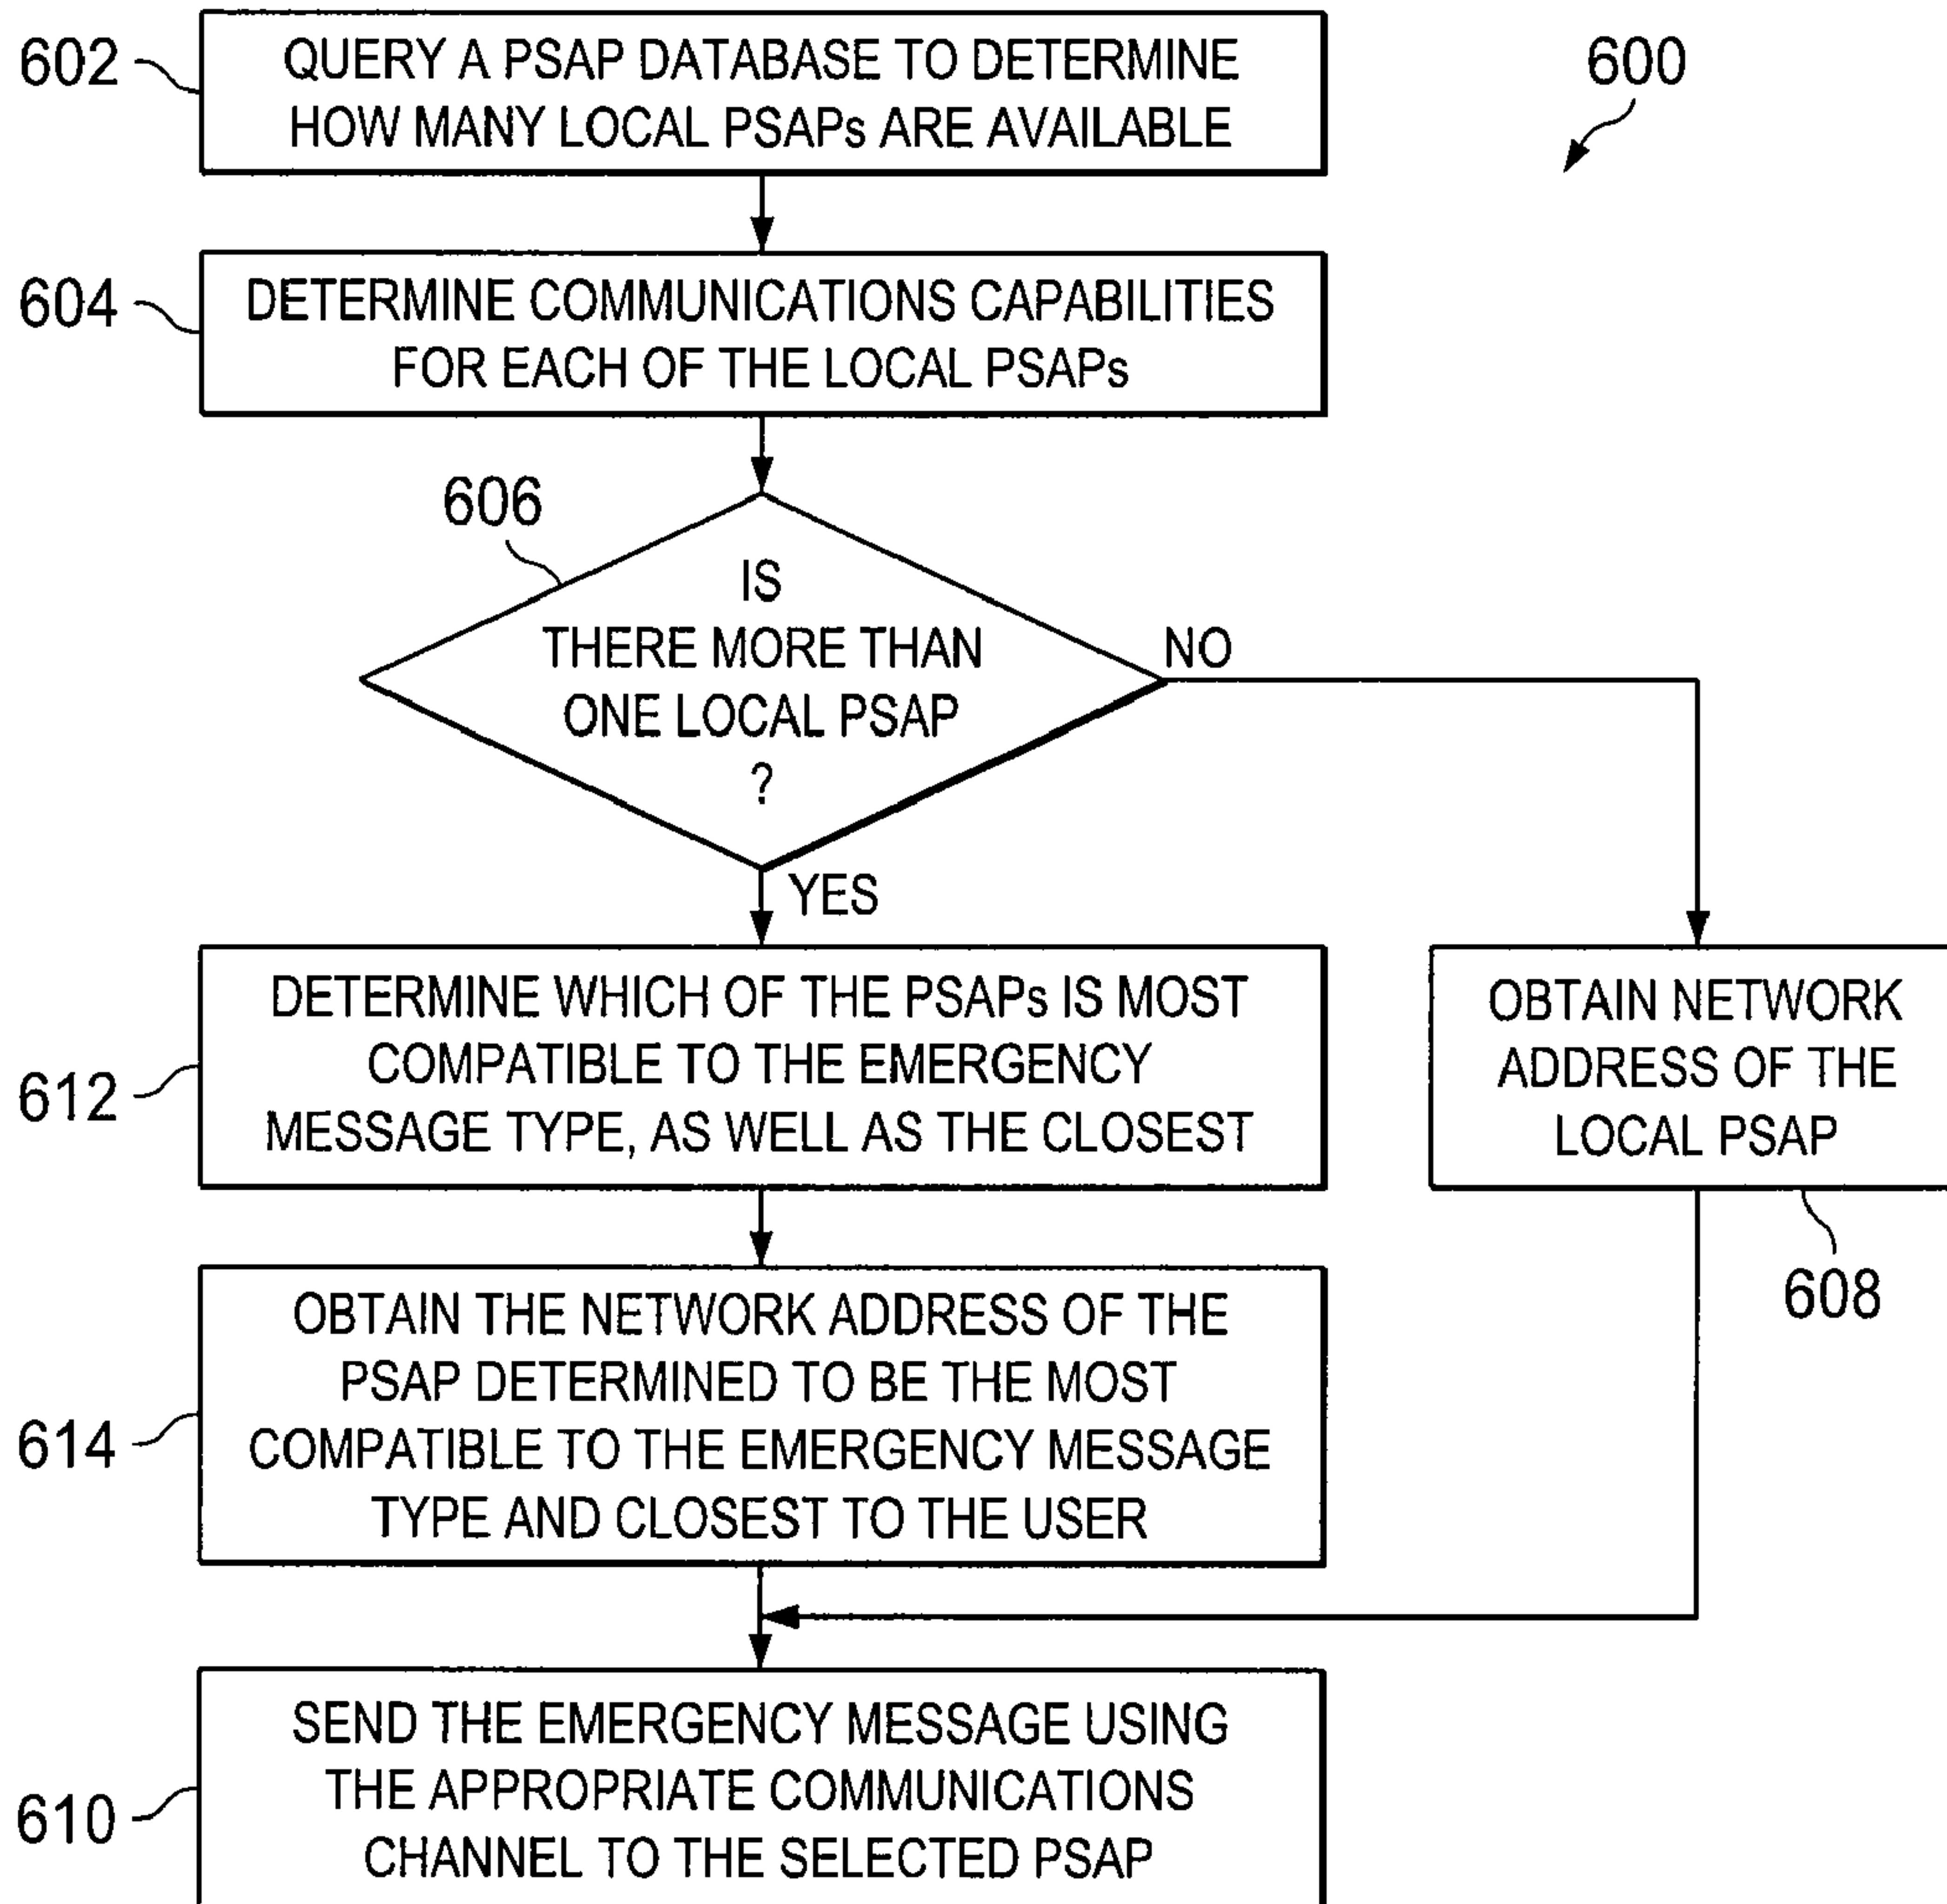 602
QUERY A PSAP DATABASE TO DETERMINE
HOW MANY LOCAL PSAPs ARE AVAILABLE
600
604
DETERMINE COMMUNICATIONS CAPABILITIES
FOR EACH OF THE LOCAL PSAPs
606
IS
THERE MORE THAN
ONE LOCAL PSAP
?
NO
YES
612
DETERMINE WHICH OF THE PSAPs IS MOST
COMPATIBLE TO THE EMERGENCY
MESSAGE TYPE, AS WELL AS THE CLOSEST
OBTAIN NETWORK
ADDRESS OF THE
LOCAL PSAP
608
614
OBTAIN THE NETWORK ADDRESS OF THE
PSAP DETERMINED TO BE THE MOST
COMPATIBLE TO THE EMERGENCY MESSAGE
TYPE AND CLOSEST TO THE USER
610
SEND THE EMERGENCY MESSAGE USING
THE APPROPRIATE COMMUNICATIONS
CHANNEL TO THE SELECTED PSAP